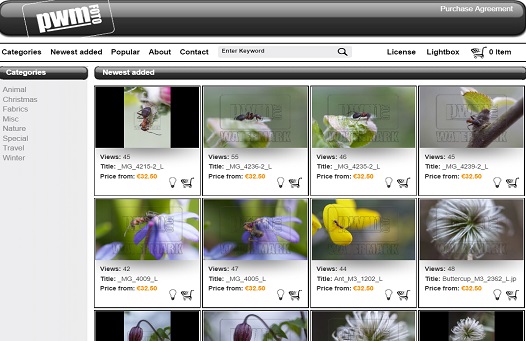 pwm FOTO
Purchase Agreement
Categories Newest added Popular About Contact Enter Keyword License Lightbox 0 Item
Categories
Newest added
Animal
Christmas
Fabrics
Misc
Nature
Special
Travel
Winter
Views: 45
Title: _MG_4215-2_L
Price from: €32.50
Views: 55
Title: _MG_4236-2_L
Price from: €32.50
Views: 46
Title: _MG_4235-2_L
Price from: €32.50
Views: 45
Title: _MG_4239-2_L
Price from: €32.50
Views: 42
Title: _MG_4009_L
Price from: €32.50
Views: 47
Title: _MG_4005_L
Price from: €32.50
Views: 44
Title: Ant_M3_1202_L
Price from: €32.50
Views: 48
Title: Buttercup_M3_2362_L.jp
Price from: €32.50